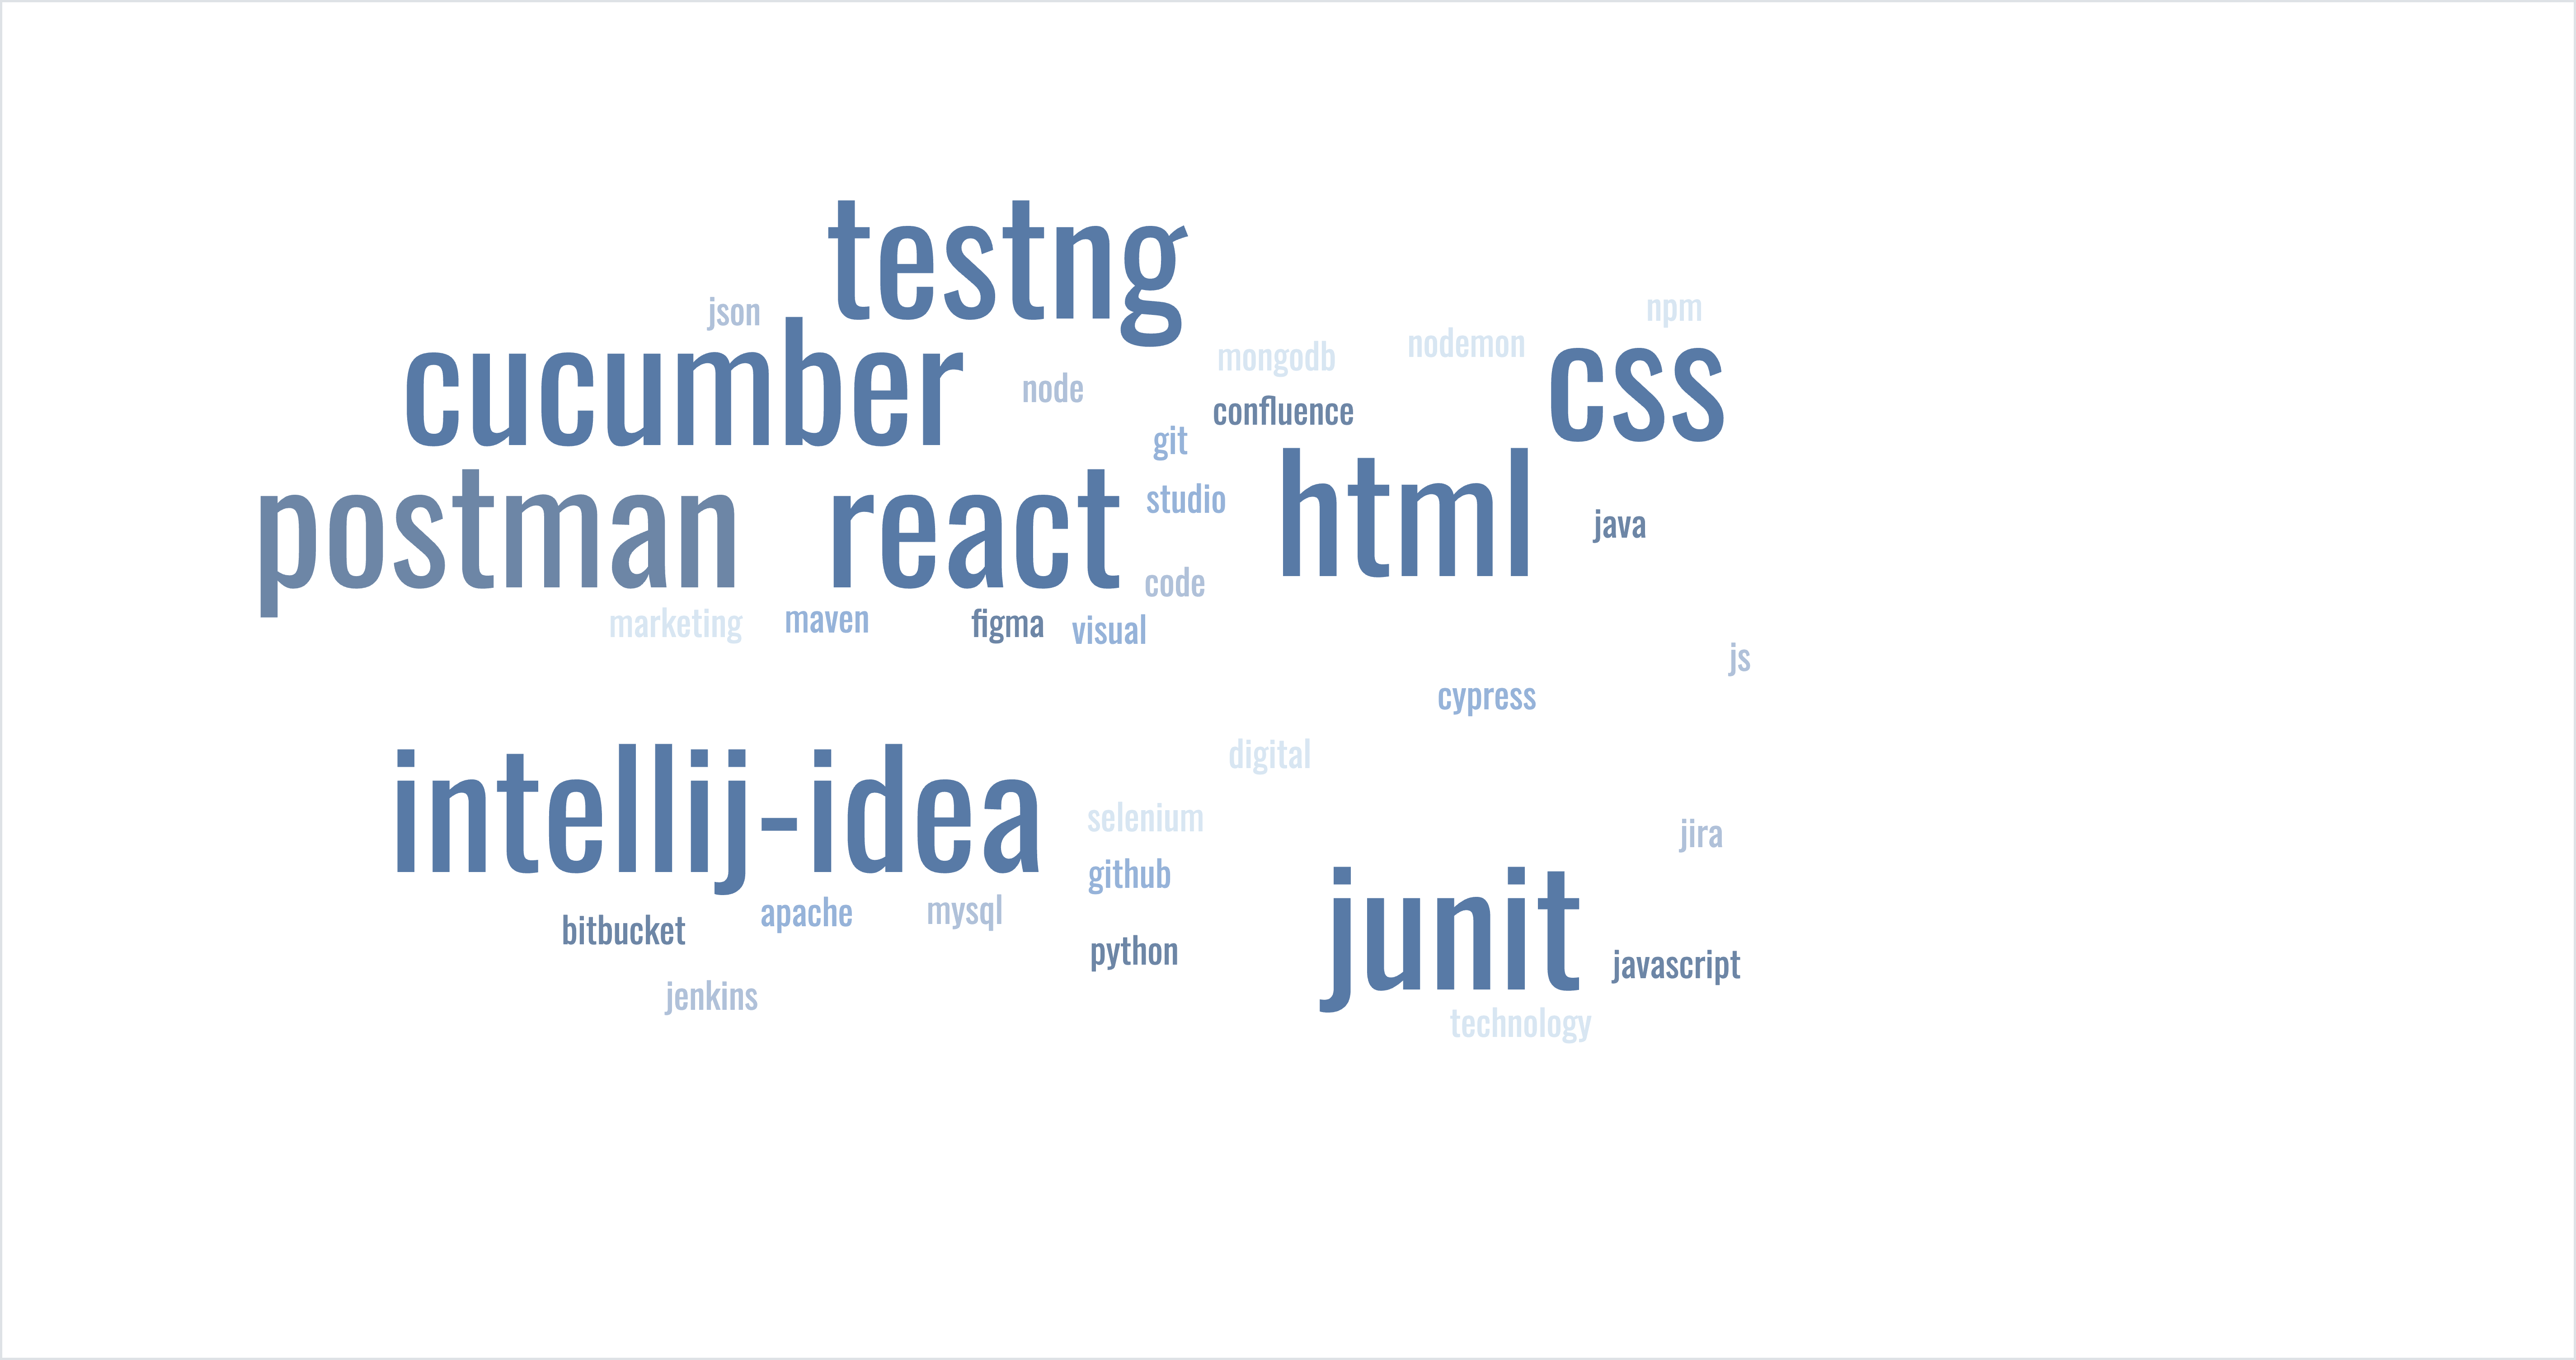 testng
json
npm
cucumber
node
mongodb
nodemon
css
confluence
git
postman
react
studio
html
java
code
marketing
maven
figma
visual
js
cypress
digital
intellij-idea
selenium
jira
github
bitbucket
apache
mysql
junit
python
javascript
jenkins
technology